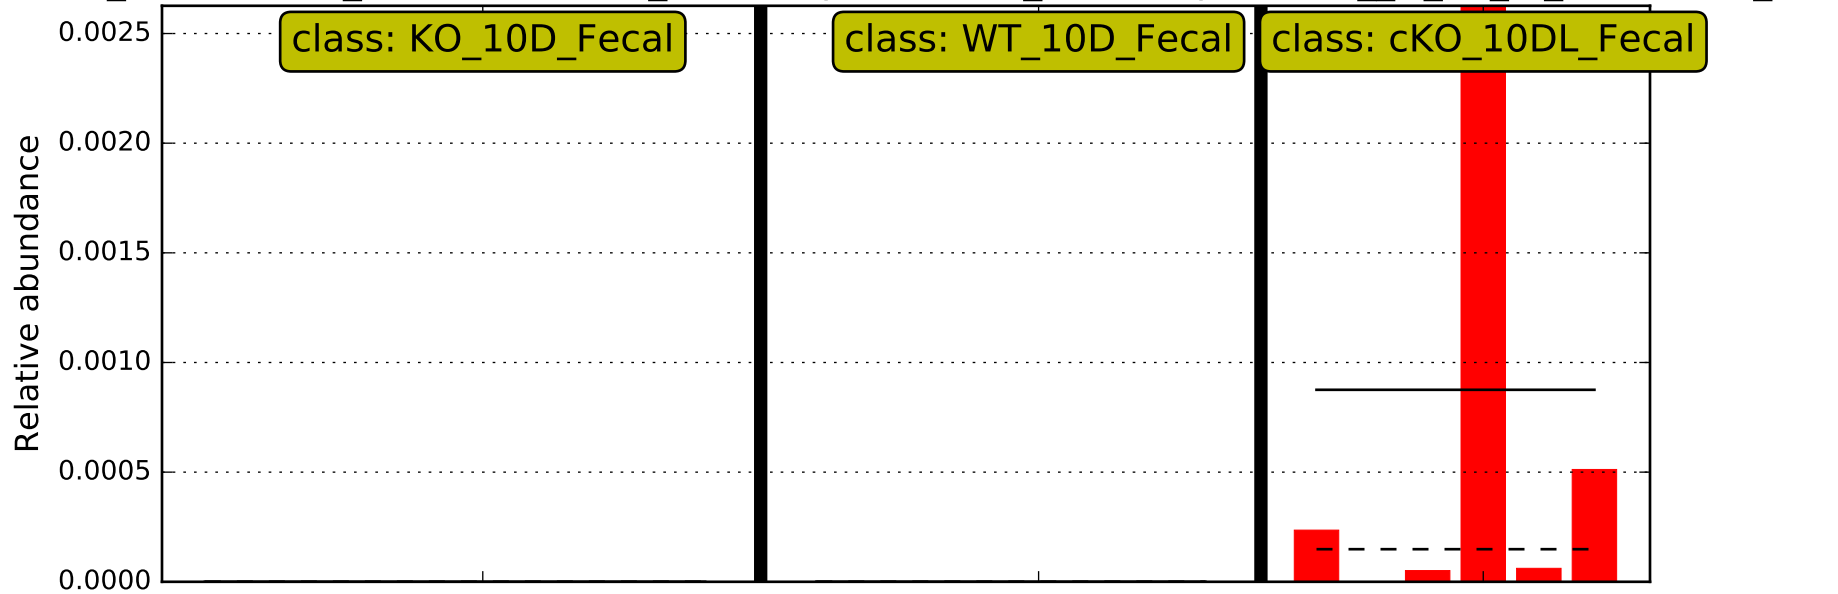 class: KO_10D_Fecal
class: WT_10D_Fecal
class: cKO_10DL_Fecal
Relative abundance
0.0025
0.0020
0.0015
0.0010
0.0005
0.0000